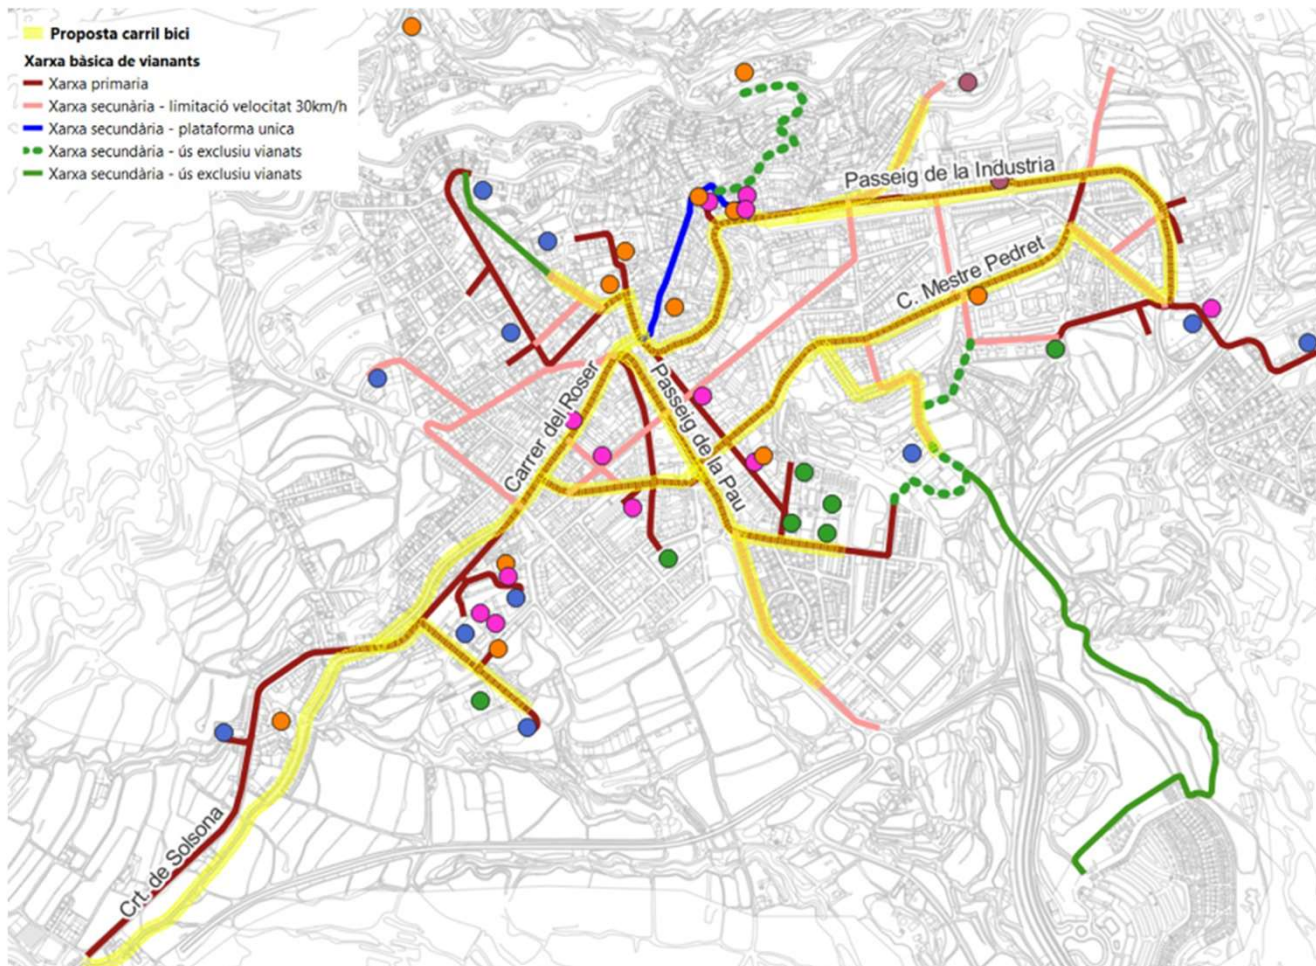 Proposta carril bici
Xarxa bàsica de vianants
Xarxa primaria
Xarxa secunària - limitació velocitat 30km/h
Xarxa secundària - plataforma unica
Xarxa secundària - ús exclusiu vianats
Xarxa secundària - ús exclusiu vianats
Passeig de la Industria
C. Mestre Pedret
Carrer del Roser
Passeig de la Pau
Crt. de Solsona